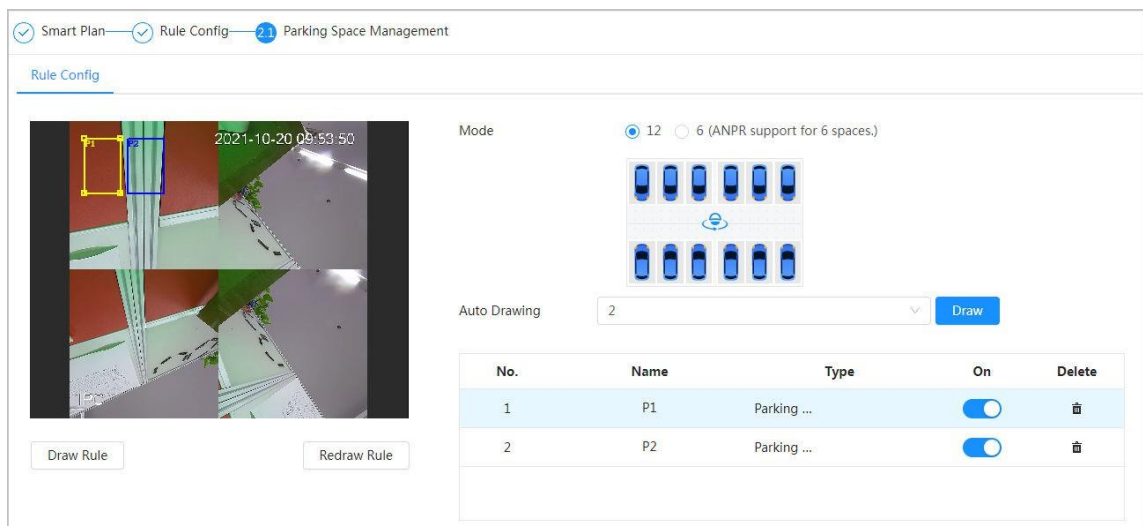 Smart Plan Rule Config 2.1 Parking Space Management
Rule Config
P1 P2 2021-10-20 09:53:50
IPC
Draw Rule Redraw Rule
Mode 12 6 (ANPR support for 6 spaces.)
Auto Drawing 2 Draw
No. Name Type On Delete
1 P1 Parking ...
2 P2 Parking ...